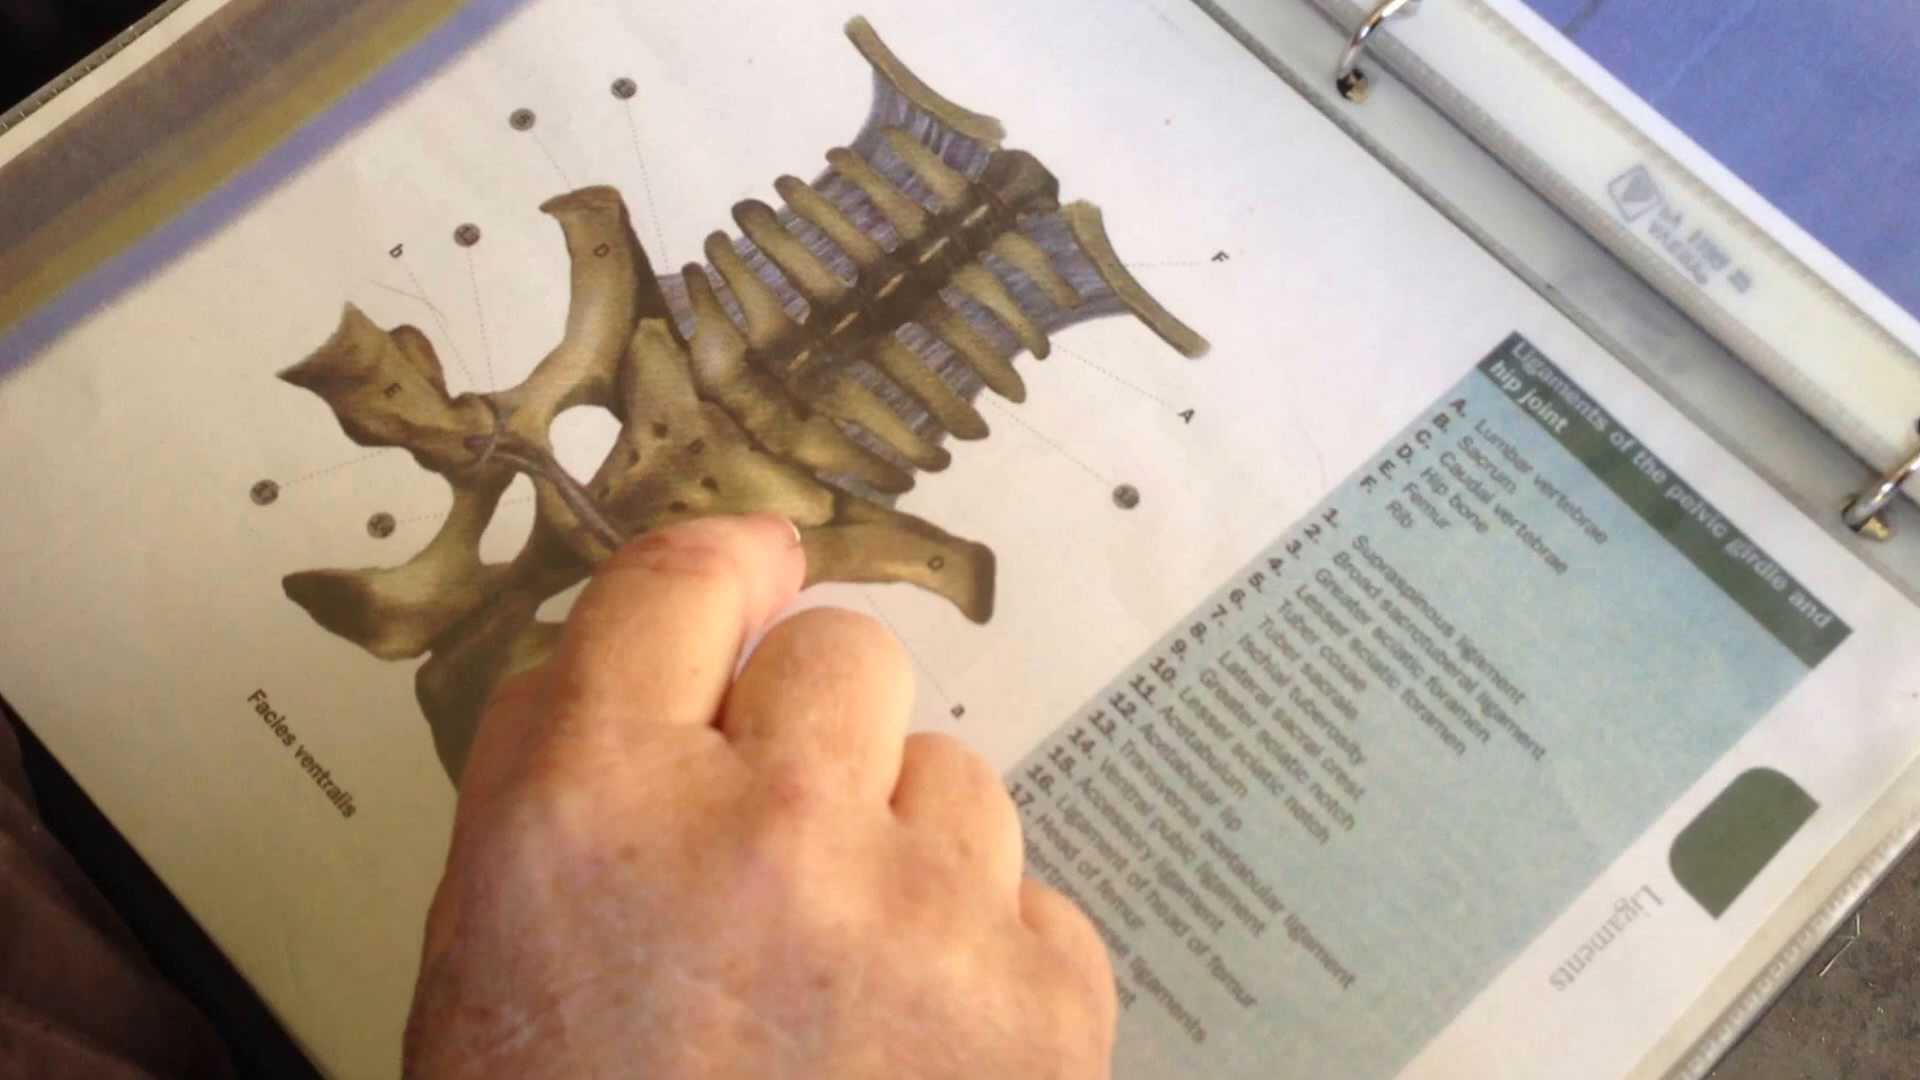 Ligaments of the pelvic girdle and
hip joint
A. Lumbar vertebrae
B. Sacrum
C. Caudal vertebrae
D. Hip bone
E. Femur
F. Rib
1. Supraspinous ligament
2. Broad sacrotuberal ligament
3. Greater sciatic foramen
4. Lesser sciatic foramen
5. Tuber coxae
6. Tuber sacrale
7. Ischial tuberosity
8. Lateral sacral crest
9. Greater sciatic notch
10. Lesser sciatic notch
11. Acetabulum
12. Acetabular lip
13. Transverse acetabular ligament
14. Ventral pubic ligament
15. Accessory ligament
16. Ligament of head of femur
17. Head of femur
ligaments
Ligaments
Facies ventralis
b
D
E
B
D
F
A
a
5